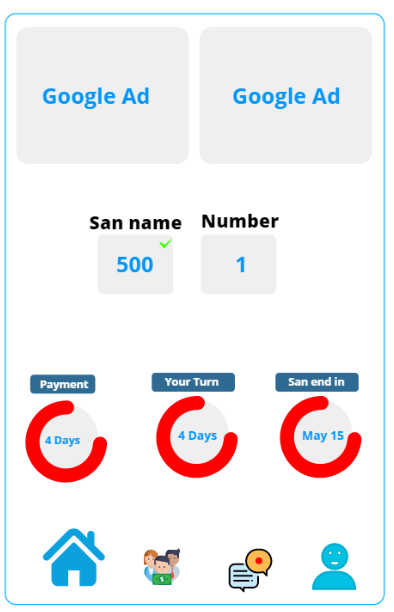 Google Ad
Google Ad
San name
Number
500
1
Payment
Your Turn
San end in
4 Days
4 Days
May 15
$